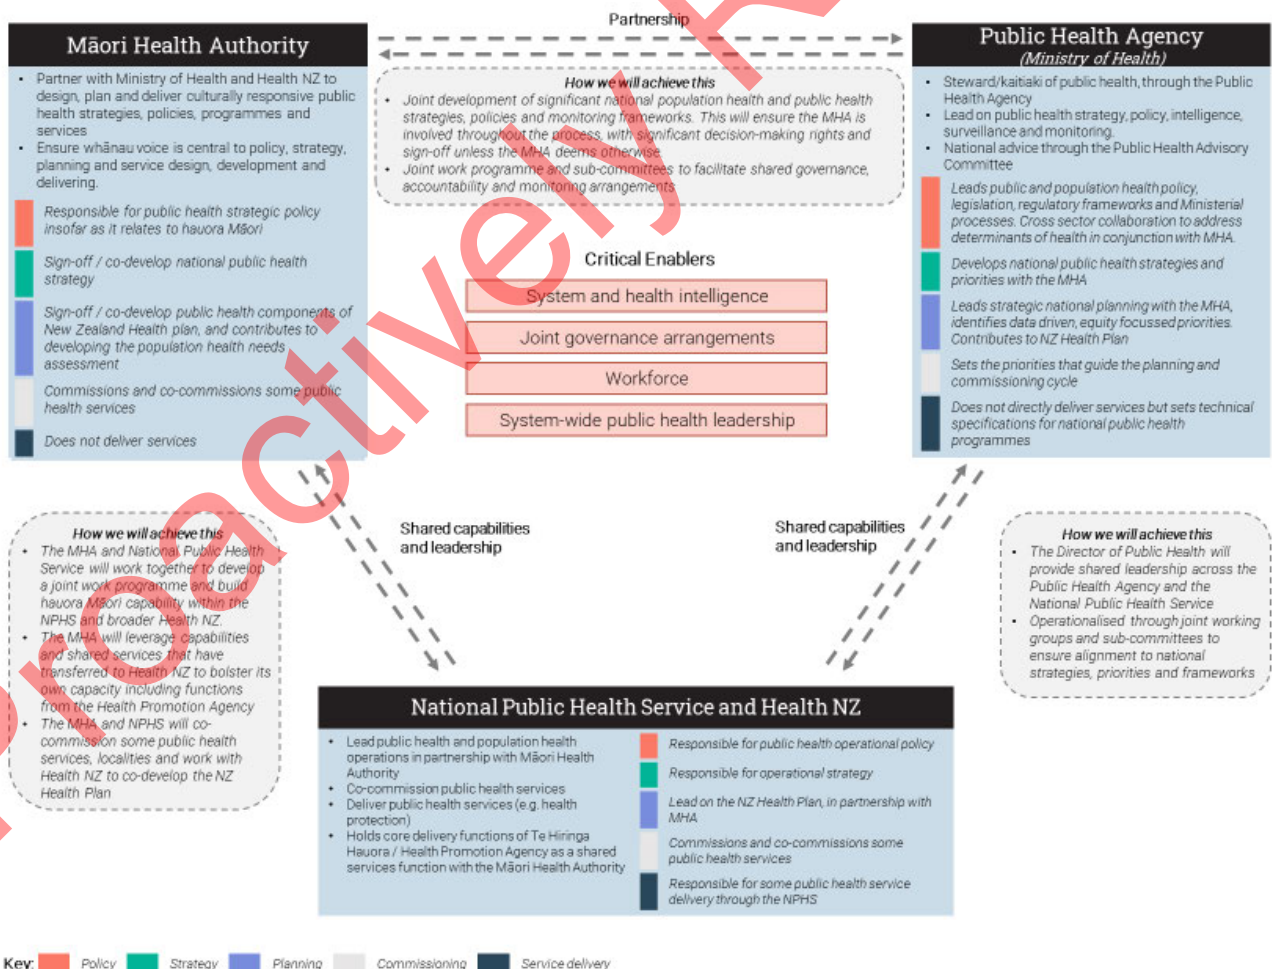 Partnership
Māori Health Authority
• Partner with Ministry of Health and Health NZ to
design, plan and deliver culturally responsive public
health strategies, policies, programmes and
services
• Ensure whānau voice is central to policy, strategy,
planning and service design, development and
delivering.
Responsible for public health strategic policy
insofar as it relates to hauora Māori
Sign-off / co-develop national public health
strategy
Sign-off / co-develop public health components of
New Zealand Health plan, and contributes to
developing the population health needs
assessment
Commissions and co-commissions some public
health services
Does not deliver services
How we will achieve this
• Joint development of significant national population health and public health
strategies, policies and monitoring frameworks. This will ensure the MHA is
involved throughout the process, with significant decision-making rights and
sign-off unless the MHA deems otherwise
• Joint work programme and sub-committees to facilitate shared governance,
accountability and monitoring arrangements
Critical Enablers
System and health intelligence
Joint governance arrangements
Workforce
System-wide public health leadership
Public Health Agency
(Ministry of Health)
• Steward/kaitiaki of public health, through the Public
Health Agency
• Lead on public health strategy, policy, intelligence,
surveillance and monitoring.
• National advice through the Public Health Advisory
Committee
Leads public and population health policy,
legislation, regulatory frameworks and Ministerial
processes. Cross sector collaboration to address
determinants of health in conjunction with MHA.
Develops national public health strategies and
priorities with the MHA
Leads strategic national planning with the MHA,
identifies data driven, equity focussed priorities.
Contributes to NZ Health Plan
Sets the priorities that guide the planning and
commissioning cycle
Does not directly deliver services but sets technical
specifications for national public health
programmes
How we will achieve this
• The MHA and National Public Health
Service will work together to develop
a joint work programme and build
hauora Māori capability within the
NPHS and broader Health NZ.
• The MHA will leverage capabilities
and shared services that have
transferred to Health NZ to bolster its
own capacity including functions
from the Health Promotion Agency
• The MHA and NPHS will co-
commission some public health
services, localities and work with
Health NZ to co-develop the NZ
Health Plan
Shared capabilities
and leadership
Shared capabilities
and leadership
How we will achieve this
• The Director of Public Health will
provide shared leadership across the
Public Health Agency and the
National Public Health Service
• Operationalised through joint working
groups and sub-committees to
ensure alignment to national
strategies, priorities and frameworks
National Public Health Service and Health NZ
• Lead public health and population health
operations in partnership with Māori Health
Authority
• Co-commission public health services
• Deliver public health services (e.g. health
protection)
• Holds core delivery functions of Te Hiringa
Hauora / Health Promotion Agency as a shared
services function with the Māori Health Authority
Responsible for public health operational policy
Responsible for operational strategy
Lead on the NZ Health Plan, in partnership with
MHA
Commissions and co-commissions some
public health services
Responsible for some public health service
delivery through the NPHS
Key: Policy Strategy Planning Commissioning Service delivery
Proactively